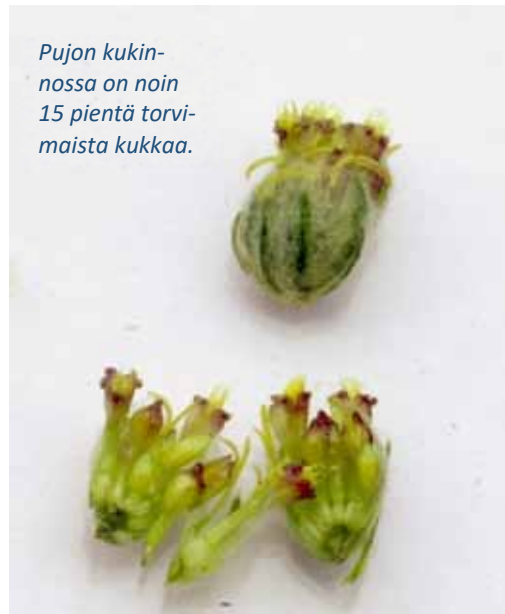 Pujon kukin-
nossa on noin
15 pientä torvi-
maista kukkaa.